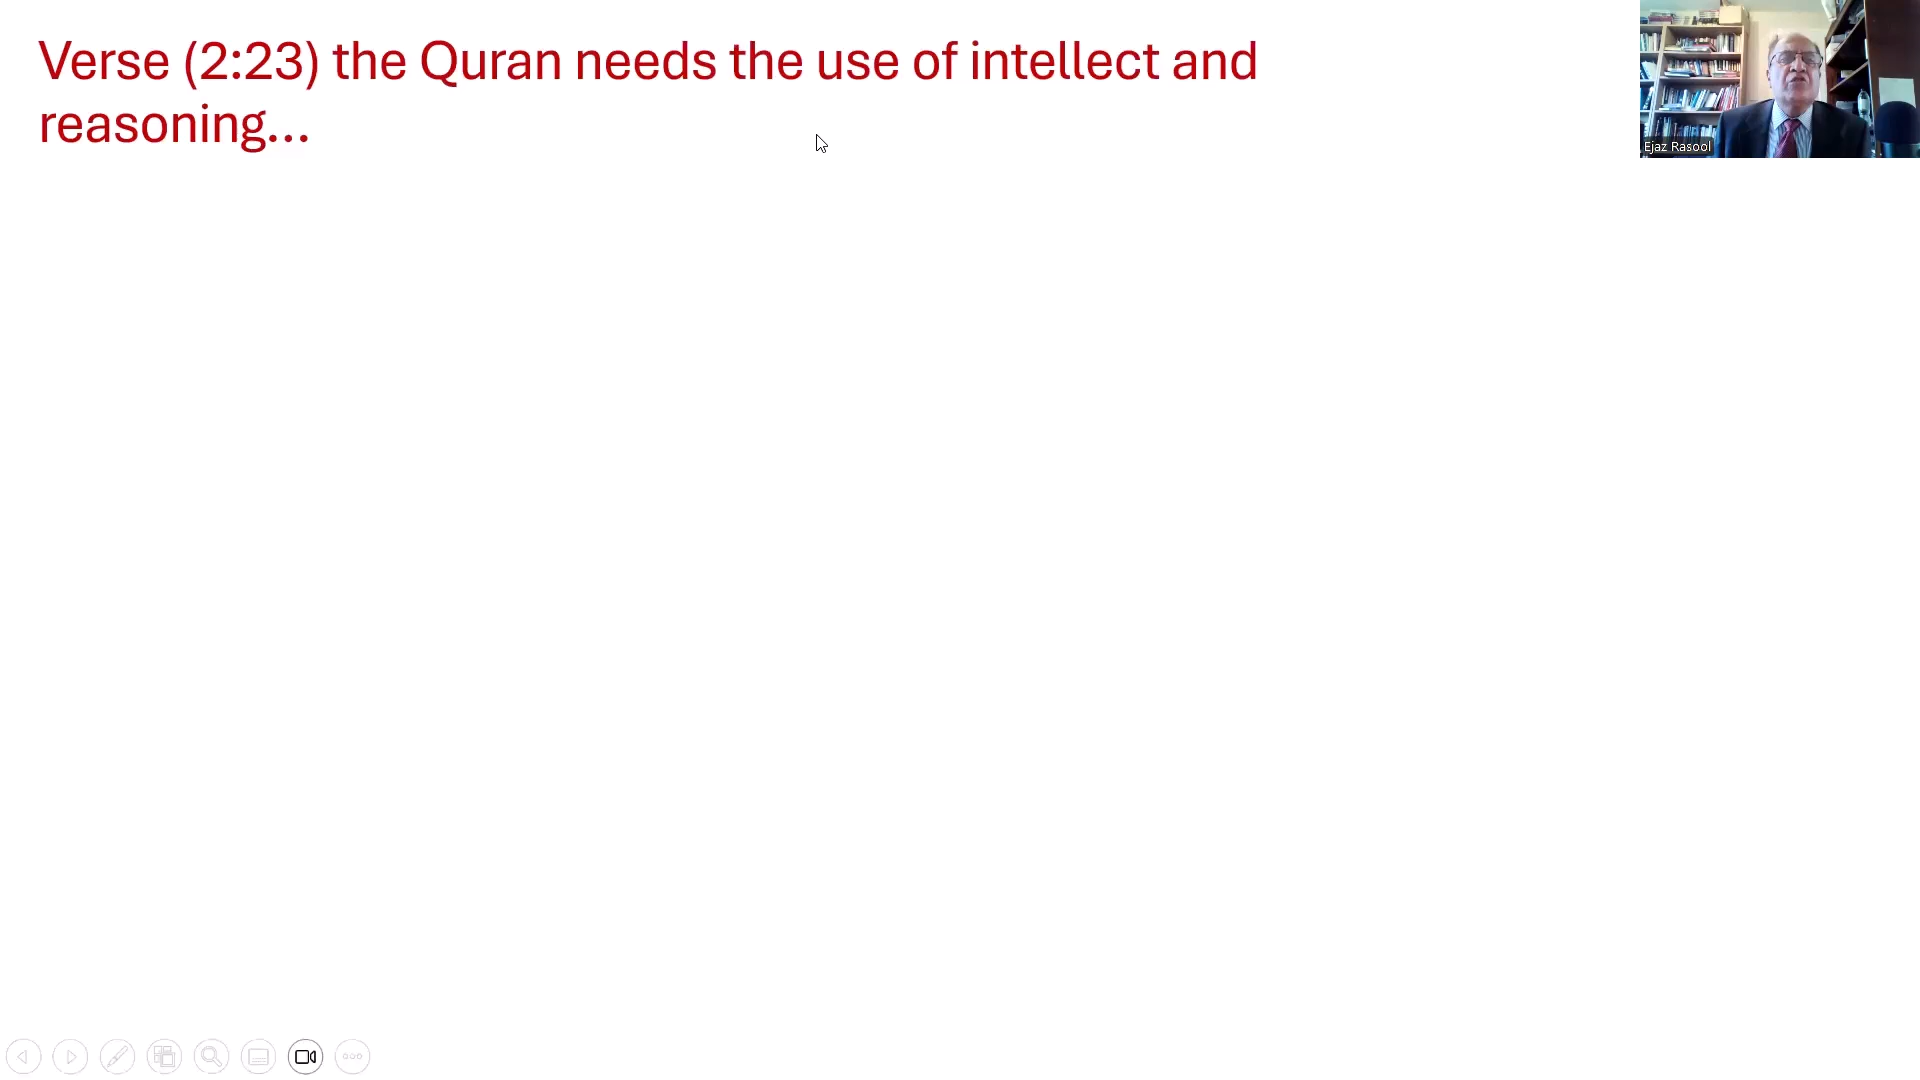 Verse (2:23) the Quran needs the use of intellect and
reasoning...
Ejaz Rasool